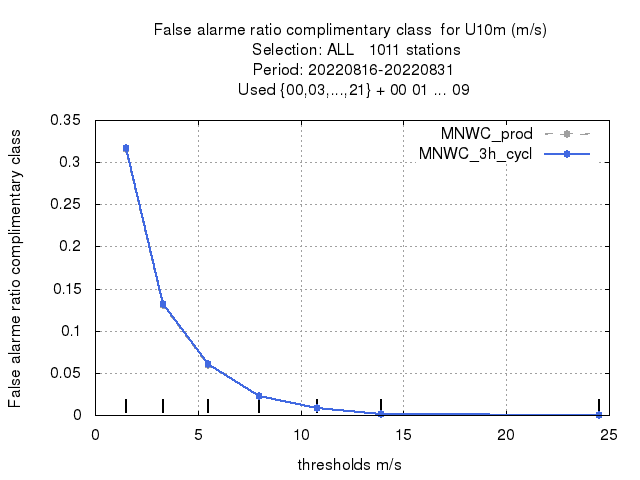 False alarme ratio complimentary class  for U10m (m/s)
Selection: ALL   1011 stations
Period: 20220816-20220831
Used {00,03,...,21} + 00 01 ... 09
MNWC_prod
MNWC_3h_cycl
False alarme ratio complimentary class
0.35
0.3
0.25
0.2
0.15
0.1
0.05
0
0 5 10 15 20 25
thresholds m/s